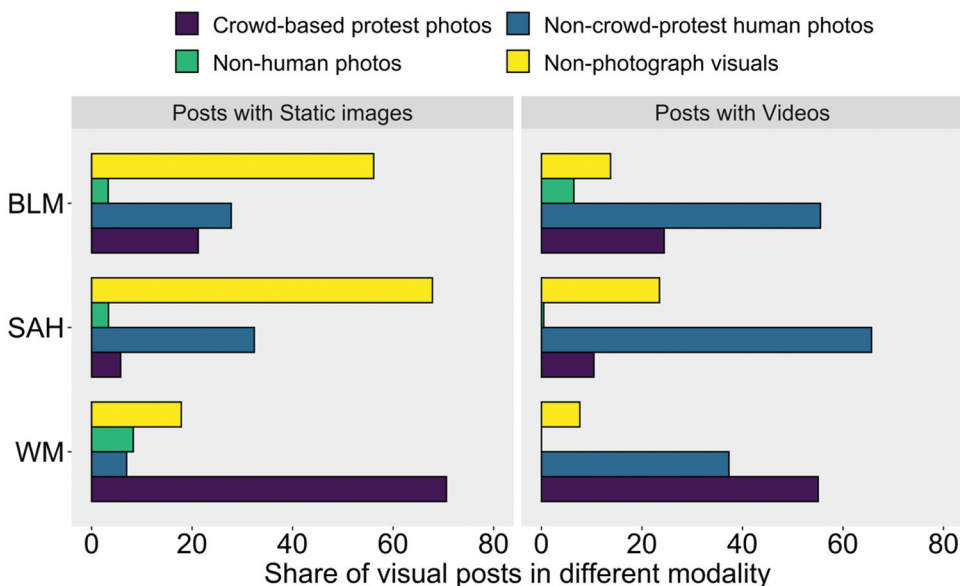 Crowd-based protest photos Non-crowd-protest human photos
Non-human photos Non-photograph visuals
Posts with Static images Posts with Videos
BLM
SAH
WM
0 20 40 60 80 0 20 40 60 80
Share of visual posts in different modality